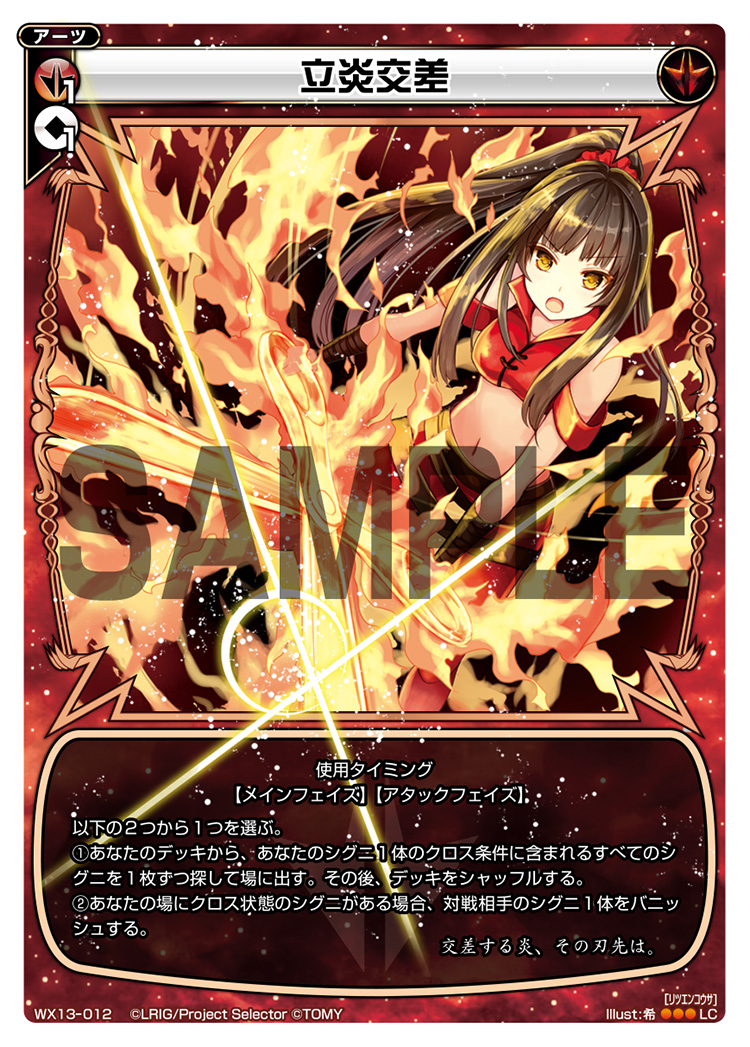 アーツ
立炎交差
1
1
SAMPLE
使用タイミング
【メインフェイズ】【アタックフェイズ】
以下の2つから1つを選ぶ。
①あなたのデッキから、あなたのシグニ1体のクロス条件に含まれるすべてのシ
グニを1枚ずつ探して場に出す。その後、デッキをシャッフルする。
②あなたの場にクロス状態のシグニがある場合、対戦相手のシグニ1体をバニッ
シュする。
交差する炎、その刃先は。
[リツエンコウサ]
WX13-012 ©LRIG/Project Selector ©TOMY Illust:希 LC